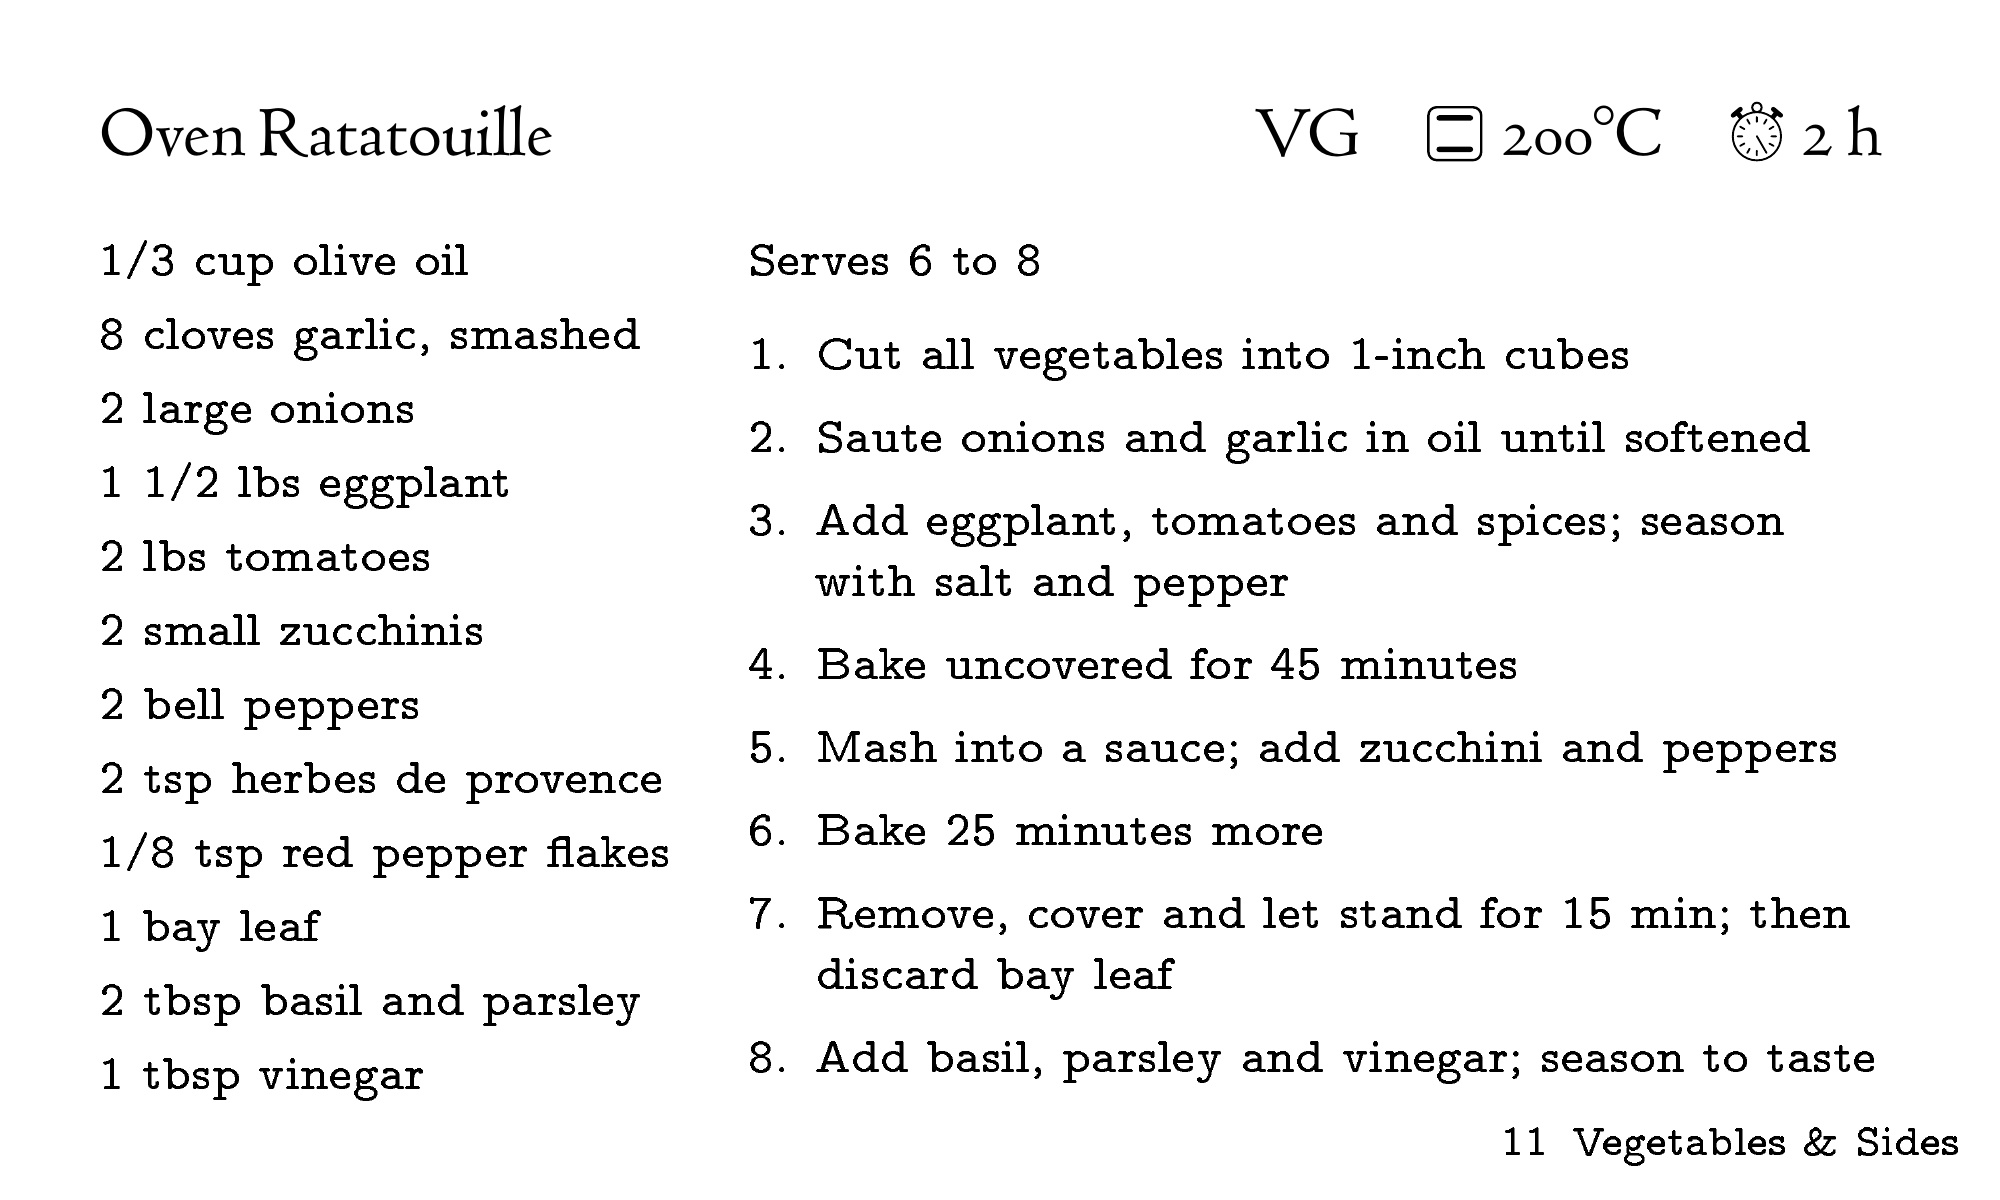 Oven Ratatouille
VG 200°C 2 h
1/3 cup olive oil
8 cloves garlic, smashed
2 large onions
1 1/2 lbs eggplant
2 lbs tomatoes
2 small zucchinis
2 bell peppers
2 tsp herbes de provence
1/8 tsp red pepper flakes
1 bay leaf
2 tbsp basil and parsley
1 tbsp vinegar
Serves 6 to 8
1. Cut all vegetables into 1-inch cubes
2. Saute onions and garlic in oil until softened
3. Add eggplant, tomatoes and spices; season
with salt and pepper
4. Bake uncovered for 45 minutes
5. Mash into a sauce; add zucchini and peppers
6. Bake 25 minutes more
7. Remove, cover and let stand for 15 min; then
discard bay leaf
8. Add basil, parsley and vinegar; season to taste
11 Vegetables & Sides